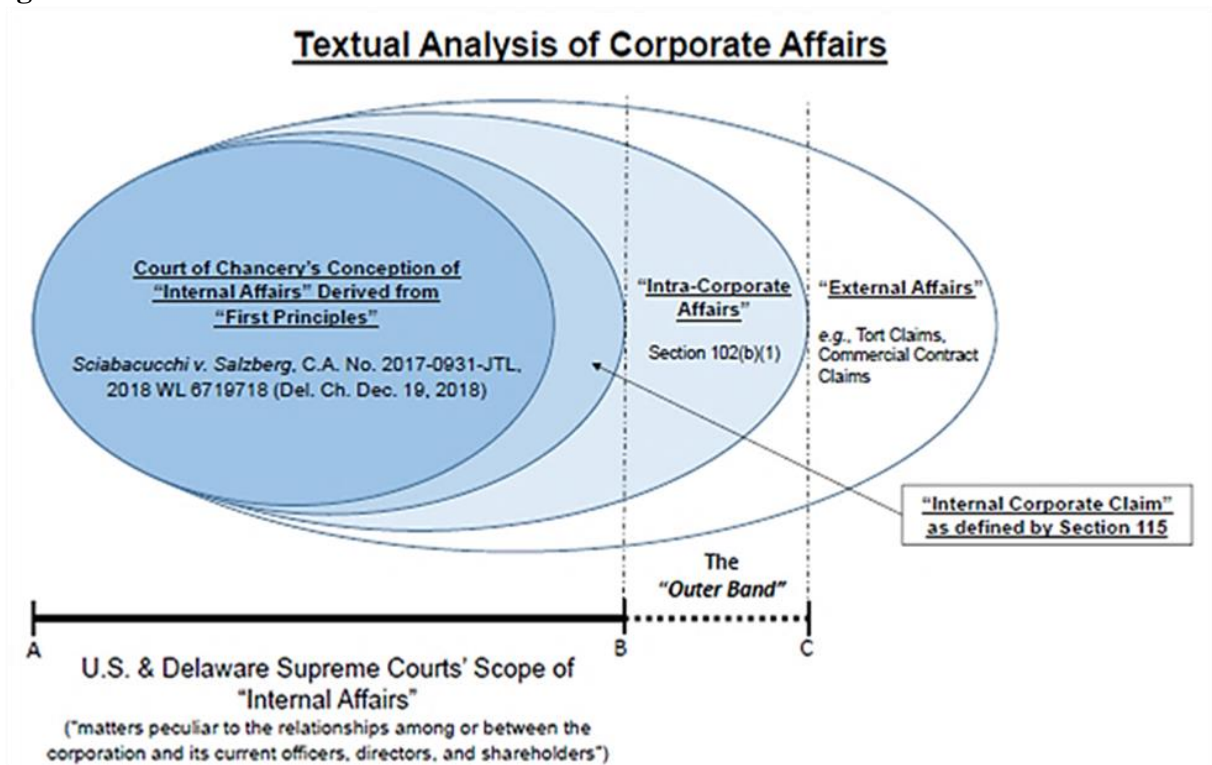 Textual Analysis of Corporate Affairs
Court of Chancery's Conception of
"Internal Affairs" Derived from
"First Principles"
Sciabacucchi v. Salzberg, C.A. No. 2017-0931-JTL,
2018 WL 6719718 (Del. Ch. Dec. 19, 2018)
"Intra-Corporate
Affairs"
Section 102(b)(1)
"External Affairs"
e.g., Tort Claims,
Commercial Contract
Claims
"Internal Corporate Claim"
as defined by Section 115
The
"Outer Band"
A
B
C
U.S. & Delaware Supreme Courts' Scope of
"Internal Affairs"
("matters peculiar to the relationships among or between the
corporation and its current officers, directors, and shareholders")